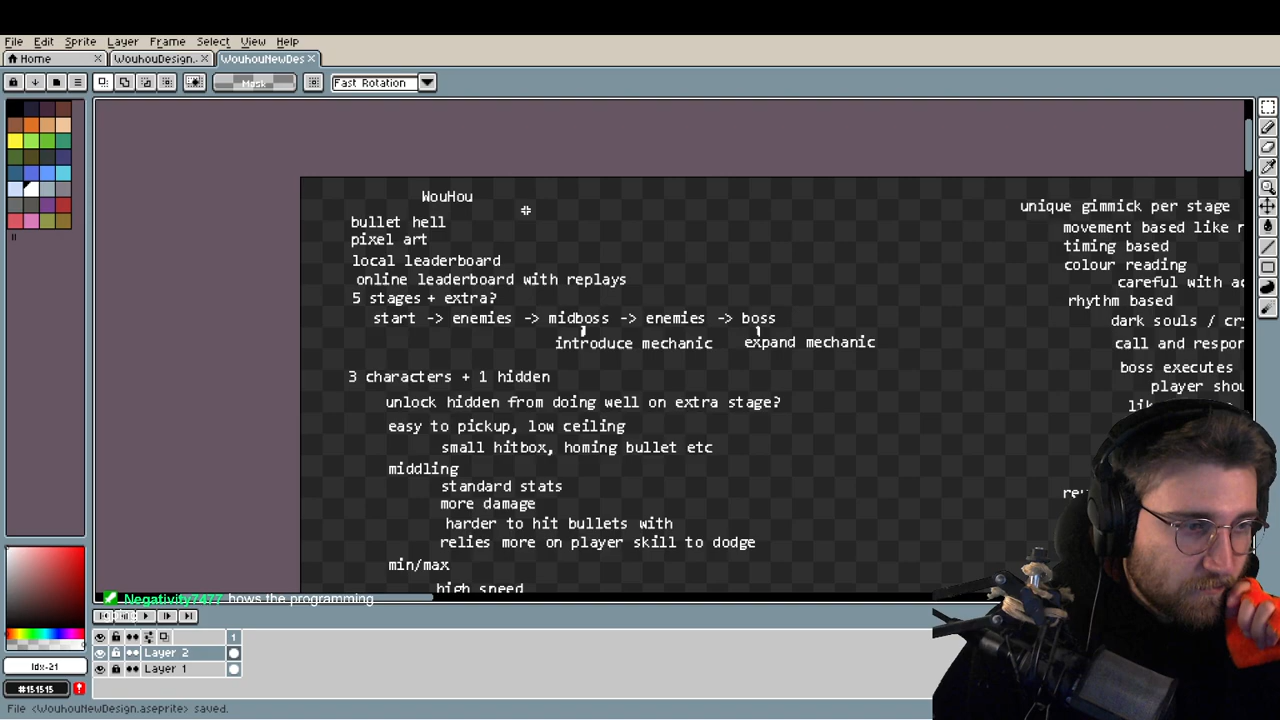 File Edit Sprite Layer Frame Select View Help
Home WouhouDesign. WouhouNewDes
Mask Fast Rotation
WouHou
bullet hell
pixel art
local leaderboard
online leaderboard with replays
5 stages + extra?
start -> enemies -> midboss -> enemies -> boss
introduce mechanic expand mechanic
3 characters + 1 hidden
unlock hidden from doing well on extra stage?
easy to pickup, low ceiling
small hitbox, homing bullet etc
middling
standard stats
more damage
harder to hit bullets with
relies more on player skill to dodge
min/max
high speed
unique gimmick per stage
movement based like
timing based
colour reading
careful with
rhythm based
dark souls /
call and
boss executes
player
Negativity7477 hows the programming
1
Layer 2
Layer 1
Idx-21
#151515
File <WouhouNewDesign.aseprite> saved.